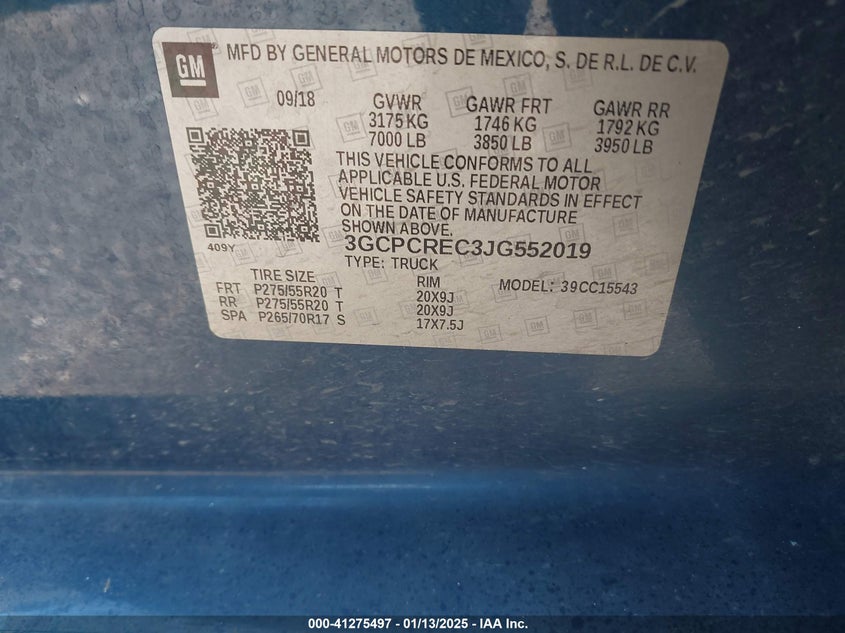 GM MFD BY GENERAL MOTORS DE MEXICO, S. DE R.L. DE C.V.
09/18 GVWR GAWR FRT GAWR RR
3175 KG 1746 KG 1792 KG
7000 LB 3850 LB 3950 LB
THIS VEHICLE CONFORMS TO ALL
APPLICABLE U.S. FEDERAL MOTOR
VEHICLE SAFETY STANDARDS IN EFFECT
ON THE DATE OF MANUFACTURE
SHOWN ABOVE.
409Y
3GCPCREC3JG552019
TYPE: TRUCK MODEL: 39CC15543
TIRE SIZE RIM
FRT P275/55R20 T 20X9J
RR P275/55R20 T 20X9J
SPA P265/70R17 S 17X7.5J
000-41275497 - 01/13/2025 - IAA Inc.